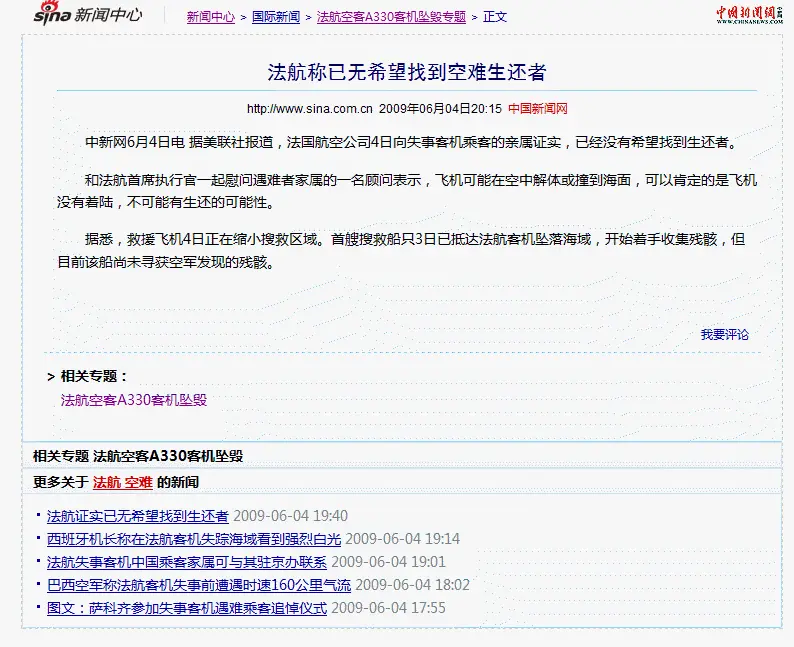 sina 新闻中心
新闻中心 > 国际新闻 > 法航空客A330客机坠毁专题 > 正文
中国新闻网
WWW.CHINANEWS.COM
法航称已无希望找到空难生还者
http://www.sina.com.cn 2009年06月04日20:15 中国新闻网
中新网6月4日电 据美联社报道，法国航空公司4日向失事客机乘客的亲属证实，已经没有希望找到生还者。
和法航首席执行官一起慰问遇难者家属的一名顾问表示，飞机可能在空中解体或撞到海面，可以肯定的是飞机
没有着陆，不可能有生还的可能性。
据悉，救援飞机4日正在缩小搜救区域。首艘搜救船只3日已抵达法航客机坠落海域，开始着手收集残骸，但
目前该船尚未寻获空军发现的残骸。
我要评论
> 相关专题：
法航空客A330客机坠毁
相关专题 法航空客A330客机坠毁
更多关于 法航 空难 的新闻
· 法航证实已无希望找到生还者 2009-06-04 19:40
· 西班牙机长称在法航客机失踪海域看到强烈白光 2009-06-04 19:14
· 法航失事客机中国乘客家属可与其驻京办联系 2009-06-04 19:01
· 巴西空军称法航客机失事前遭遇时速160公里气流 2009-06-04 18:02
· 图文：萨科齐参加失事客机遇难乘客追悼仪式 2009-06-04 17:55